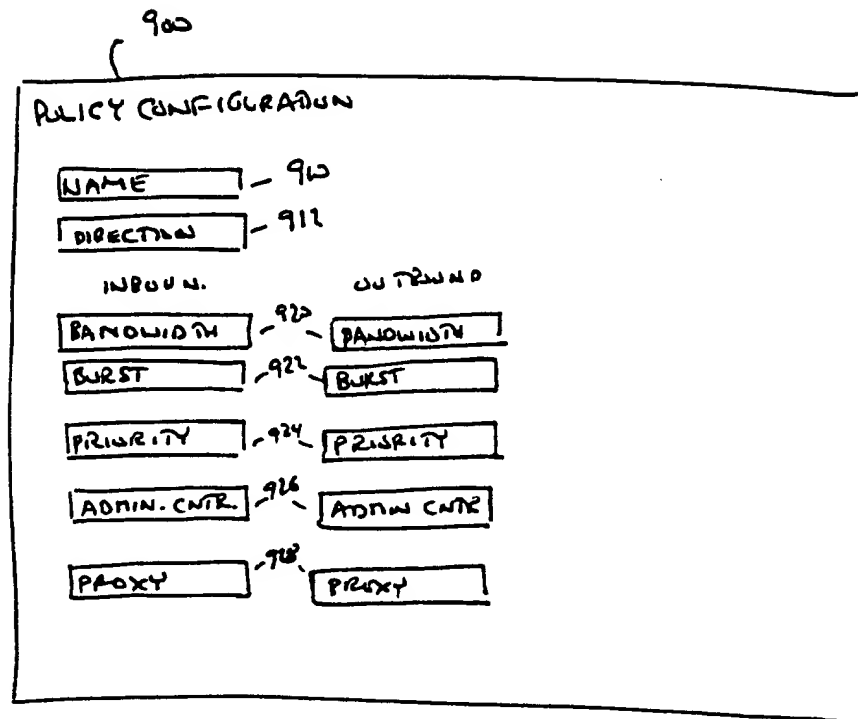 900
POLICY CONFIGURATION
NAME 910
DIRECTION 912
INBOUN. OUTBOUND
BANDWIDTH 920 BANDWIDTH
BURST 922 BURST
PRIORITY 924 PRIORITY
ADMIN. CNTR. 926 ADMIN CNTR
PROXY 928 PROXY